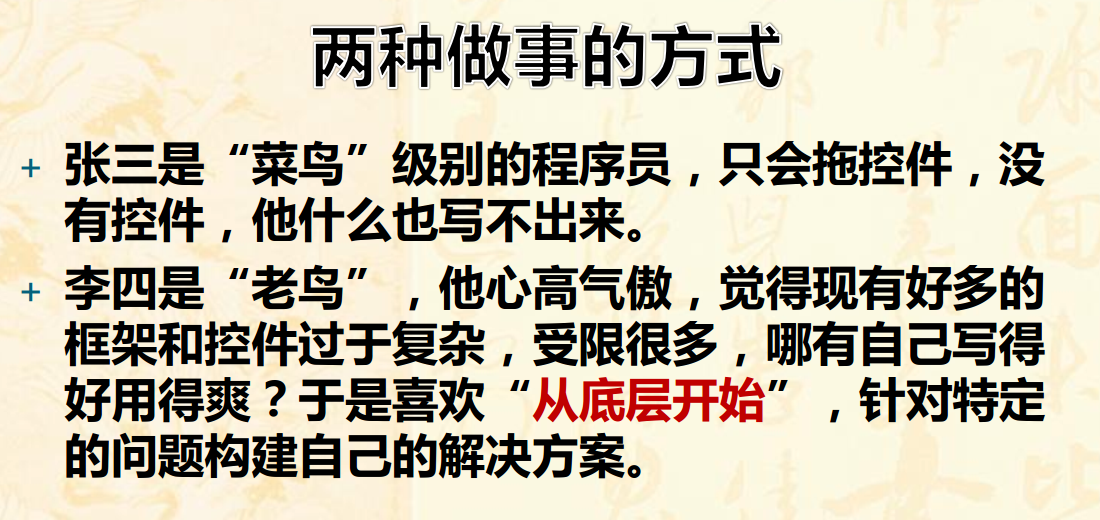 两种做事的方式
+ 张三是“菜鸟”级别的程序员，只会拖控件，没
有控件，他什么也写不出来。
+ 李四是“老鸟”，他心高气傲，觉得现有好多的
框架和控件过于复杂，受限很多，哪有自己写得
好用得爽？于是喜欢“从底层开始”，针对特定
的问题构建自己的解决方案。